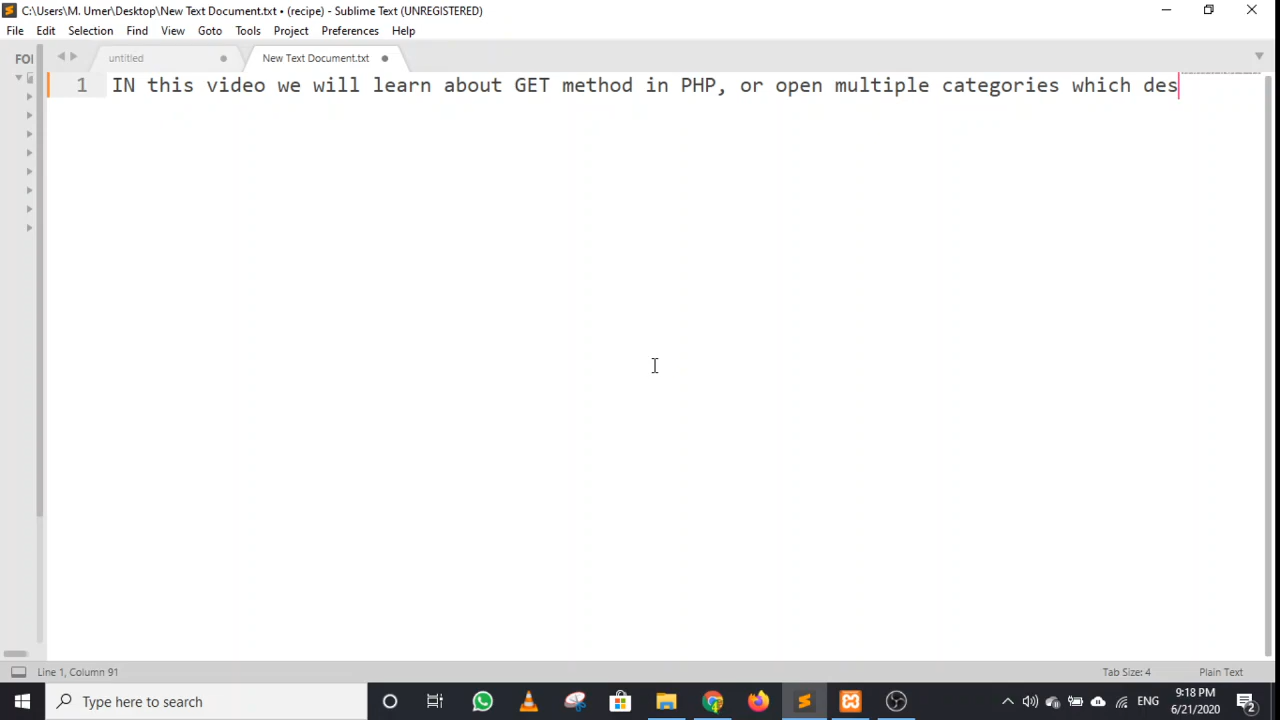 C:\Users\M. Umer\Desktop\New Text Document.txt • (recipe) - Sublime Text (UNREGISTERED)
File Edit Selection Find View Goto Tools Project Preferences Help
FOI
untitled
New Text Document.txt
1 IN this video we will learn about GET method in PHP, or open multiple categories which des
Line 1, Column 91
Tab Size: 4
Plain Text
Type here to search
ENG
9:18 PM
6/21/2020
2